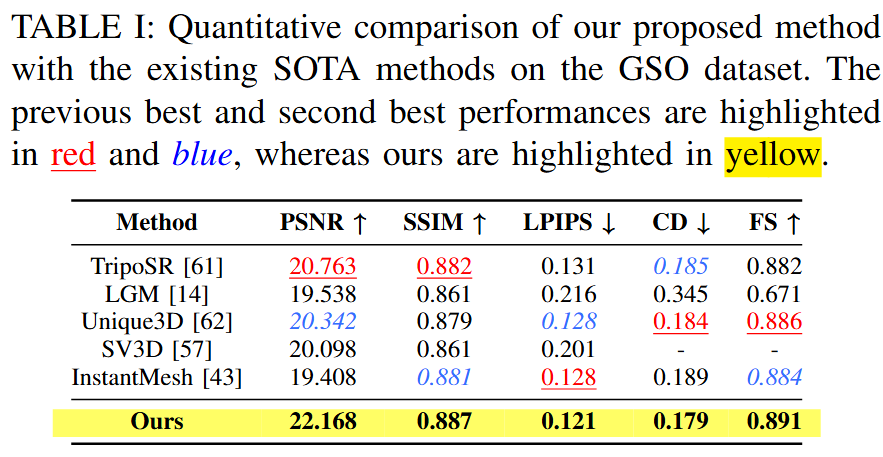 TABLE I: Quantitative comparison of our proposed method
with the existing SOTA methods on the GSO dataset. The
previous best and second best performances are highlighted
in red and blue, whereas ours are highlighted in yellow.
Method PSNR ↑ SSIM ↑ LPIPS ↓ CD ↓ FS ↑
TripoSR [61] 20.763 0.882 0.131 0.185 0.882
LGM [14] 19.538 0.861 0.216 0.345 0.671
Unique3D [62] 20.342 0.879 0.128 0.184 0.886
SV3D [57] 20.098 0.861 0.201 - -
InstantMesh [43] 19.408 0.881 0.128 0.189 0.884
Ours 22.168 0.887 0.121 0.179 0.891